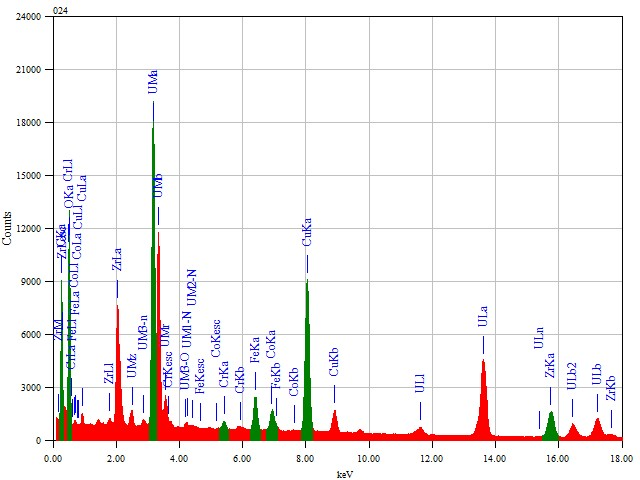 024
24000
21000
18000
15000
12000
9000
6000
3000
0
Counts
0.00
2.00
4.00
6.00
8.00
10.00
12.00
14.00
16.00
18.00
keV
ZrM
OKa
CrLl
CrLa
FeLl
FeLa
CoLl
CoLa
CuLl
CuLa
ZrLl
ZrLa
UMz
UM3-n
UMa
UMb
UMr
CrKesc
UM3-O
UM1-N
UM2-N
FeKesc
CoKesc
CrKa
CrKb
FeKa
CoKa
FeKb
CoKb
CuKa
CuKb
ULl
ULa
ULn
ZrKa
ULb2
ULb
ZrKb